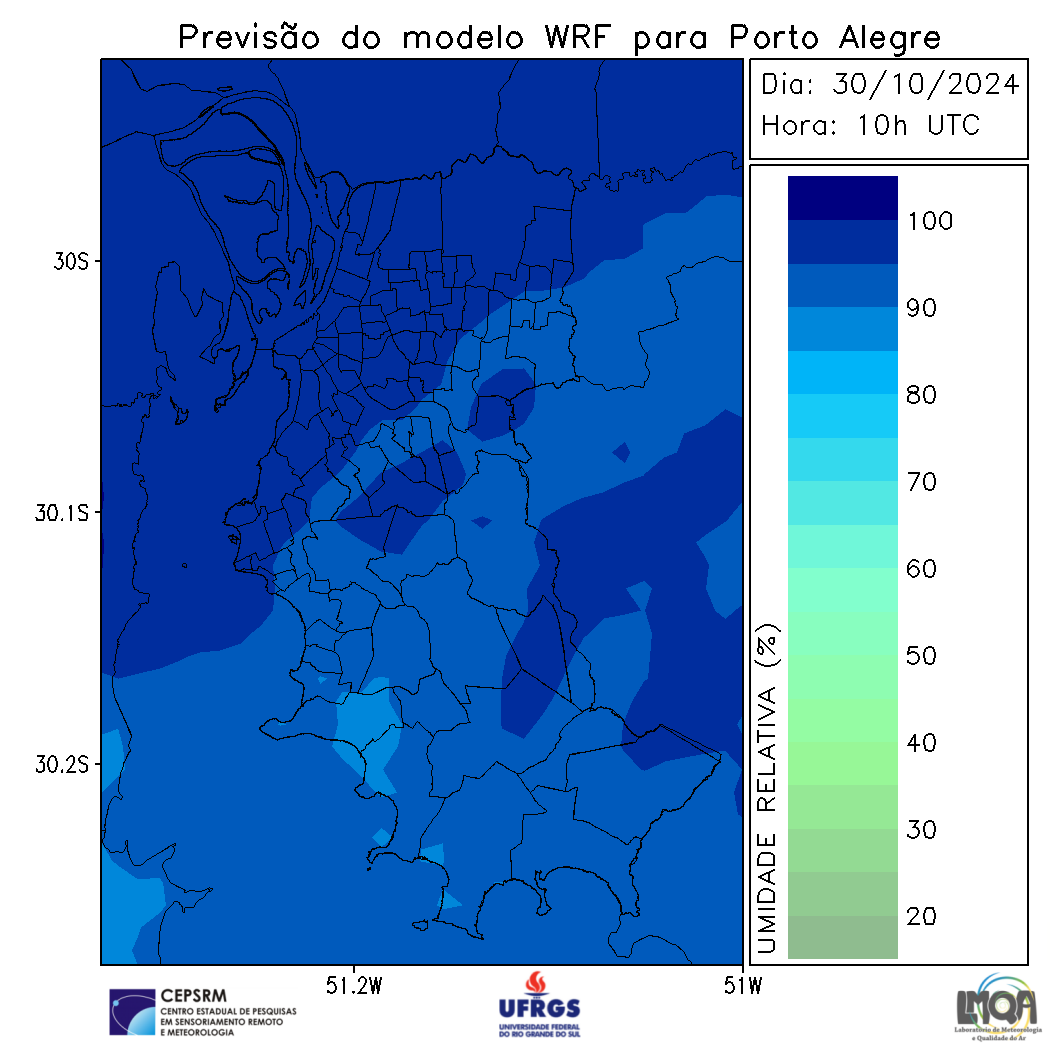 Previsão do modelo WRF para Porto Alegre
Dia: 30/10/2024
Hora: 10h UTC
100
90
80
70
60
50
40
30
20
UMIDADE RELATIVA (%)
30S
30.1S
30.2S
51.2W
51W
CEPSRM
CENTRO ESTADUAL DE PESQUISAS
EM SENSORIAMENTO REMOTO
E METEOROLOGIA
UFRGS
UNIVERSIDADE FEDERAL
DO RIO GRANDE DO SUL
LMQA
Laboratório de Meteorologia
e Qualidade do Ar